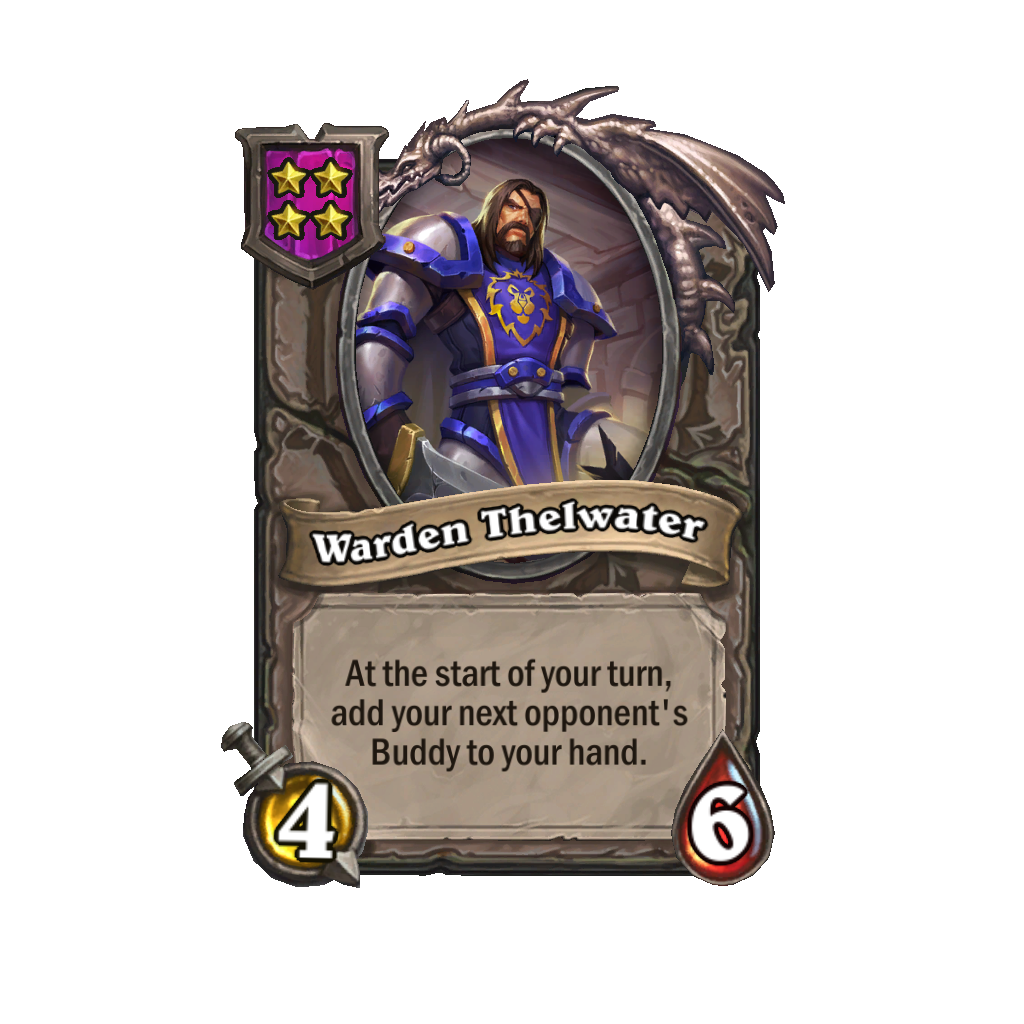 Warden Thelwater
At the start of your turn,
add your next opponent's
Buddy to your hand.
4
6